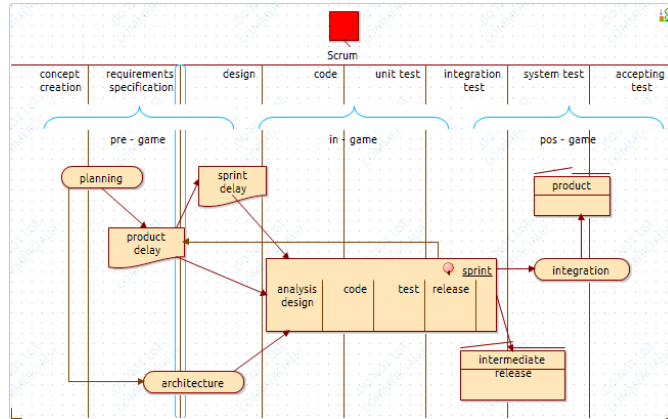 Scrum
concept
creation
requirements
specification
design
code
unit test
integration
test
system test
accepting
test
pre - game
in - game
pos - game
planning
sprint
delay
product
product
delay
sprint
integration
analysis
design
code
test
release
intermediate
release
architecture